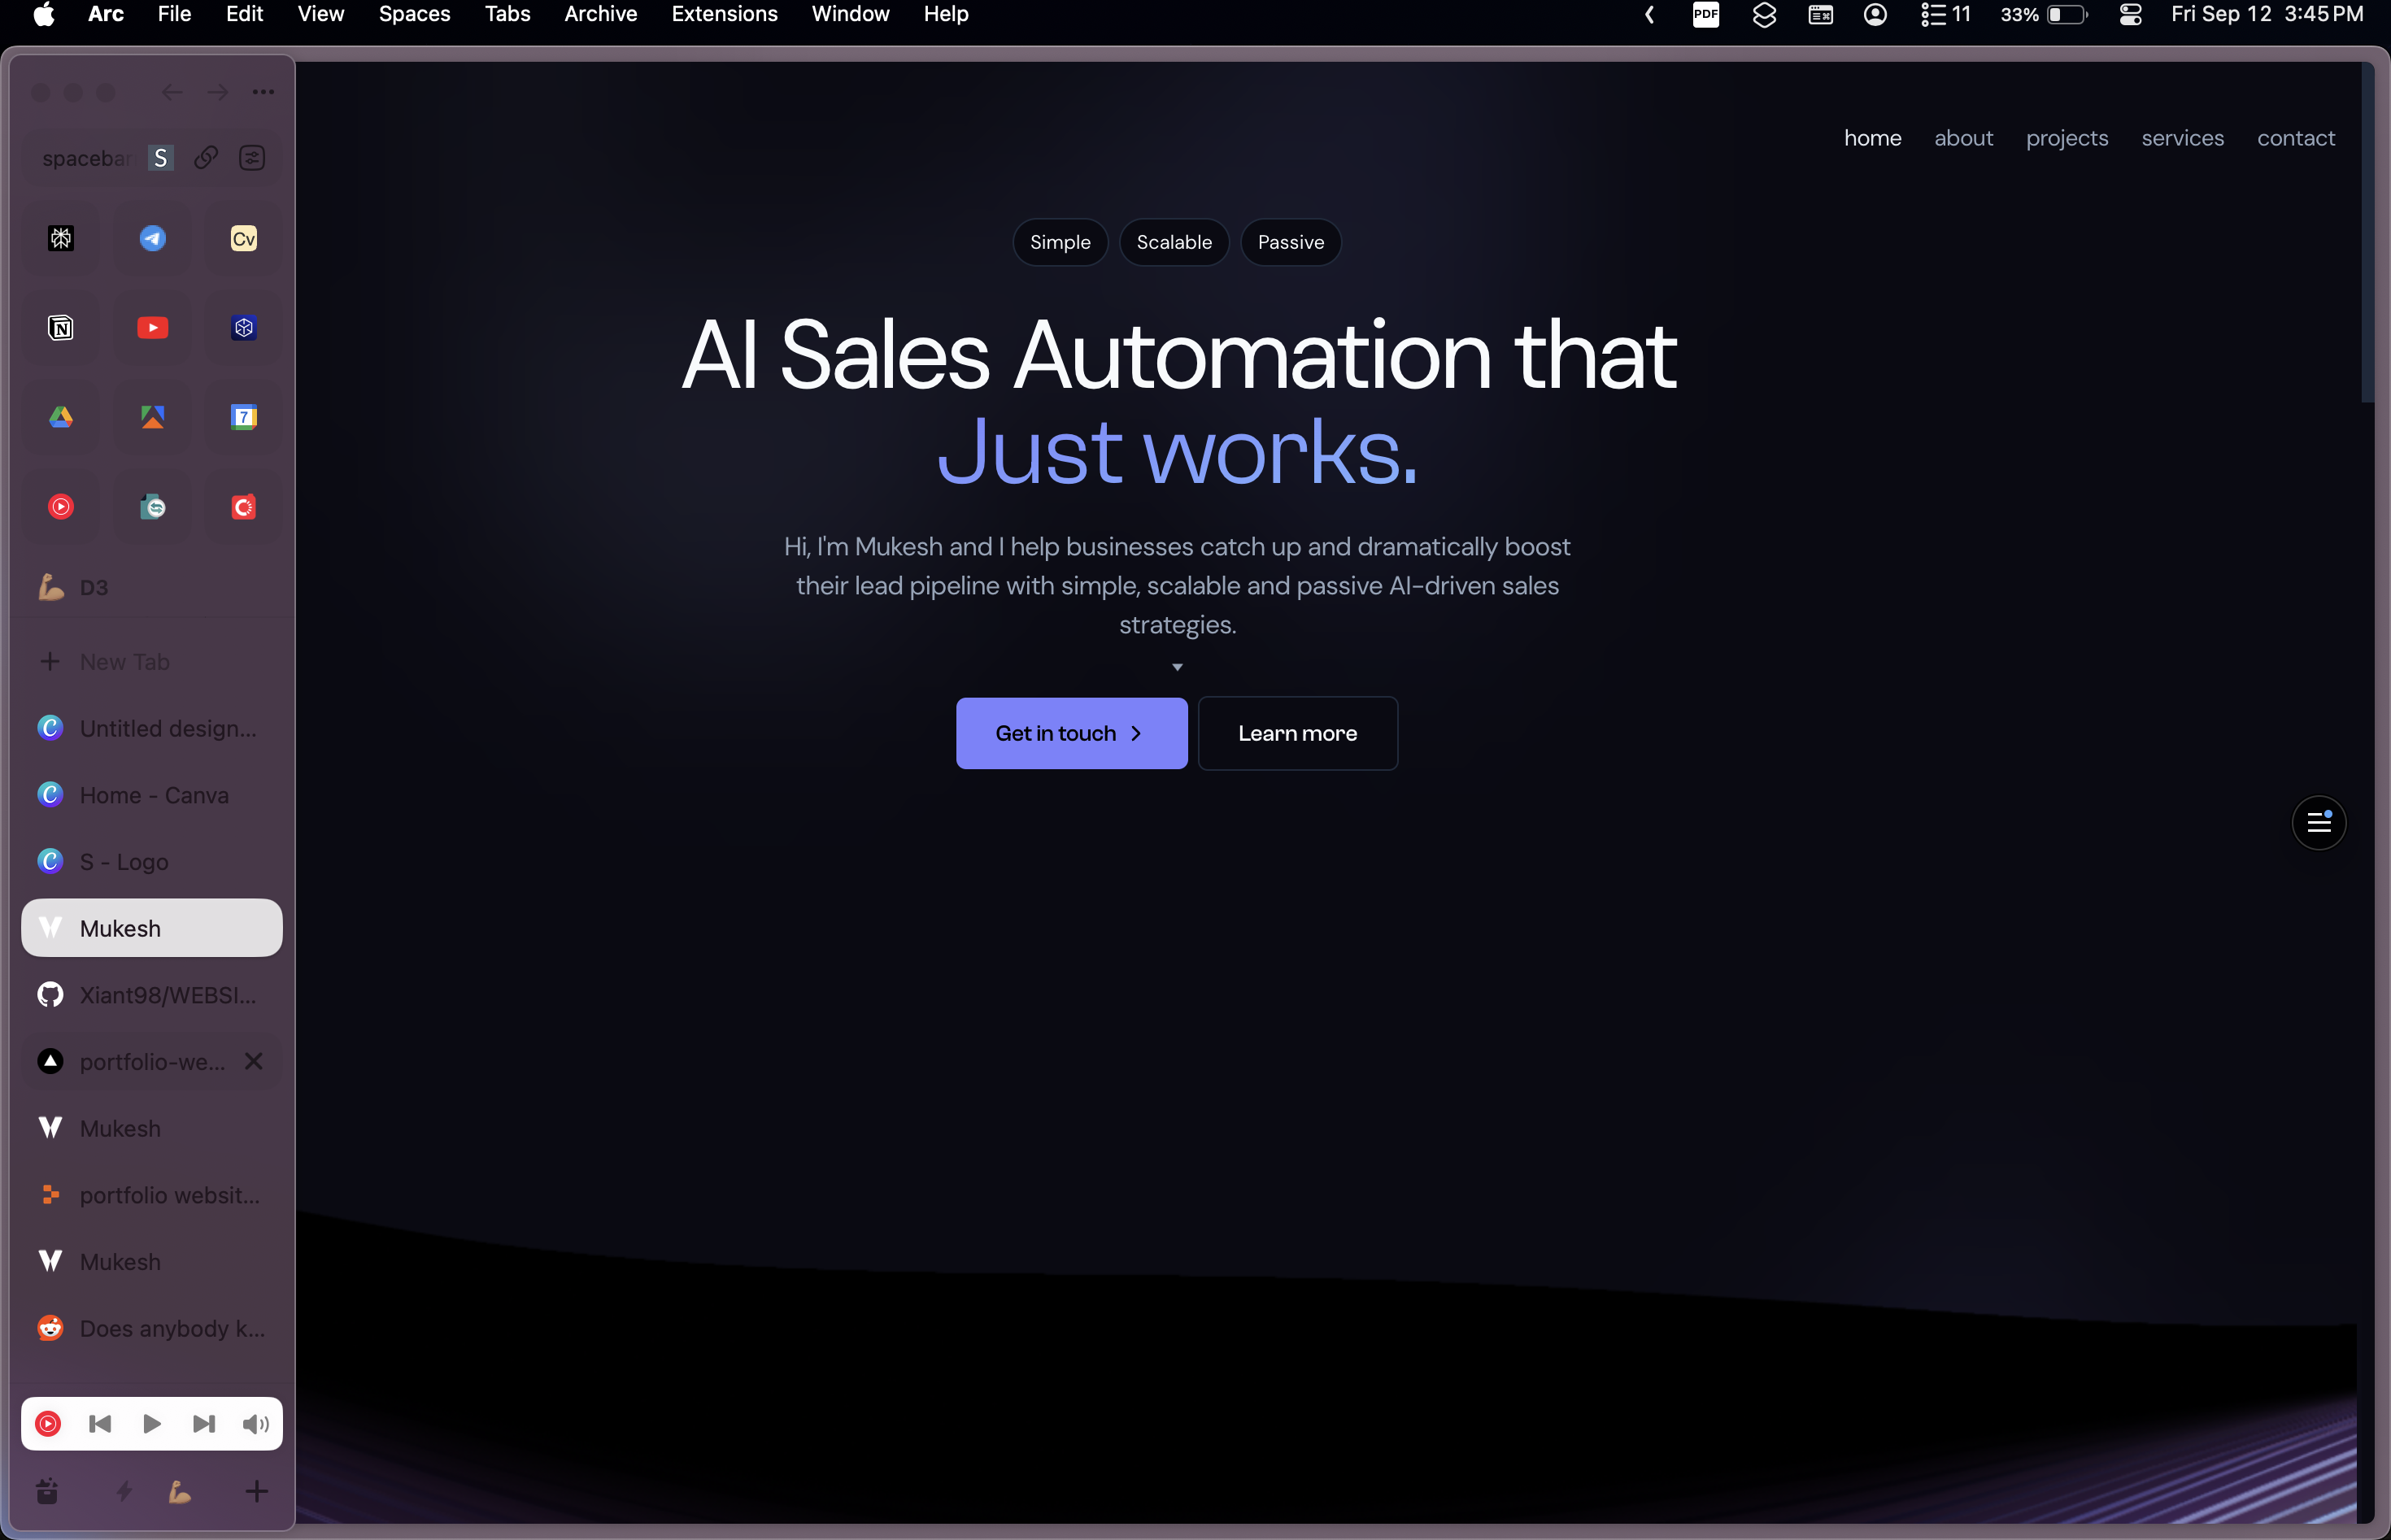 Arc File Edit View Spaces Tabs Archive Extensions Window Help
PDF 11 33% Fri Sep 12 3:45 PM
spacebar S
Cv
N
7
D3
New Tab
Untitled design...
Home - Canva
S - Logo
Mukesh
Xiant98/WEBSI...
portfolio-we...
Mukesh
portfolio websit...
Mukesh
Does anybody k...
home about projects services contact
Simple Scalable Passive
AI Sales Automation that
Just works.
Hi, I'm Mukesh and I help businesses catch up and dramatically boost
their lead pipeline with simple, scalable and passive AI-driven sales
strategies.
Get in touch Learn more